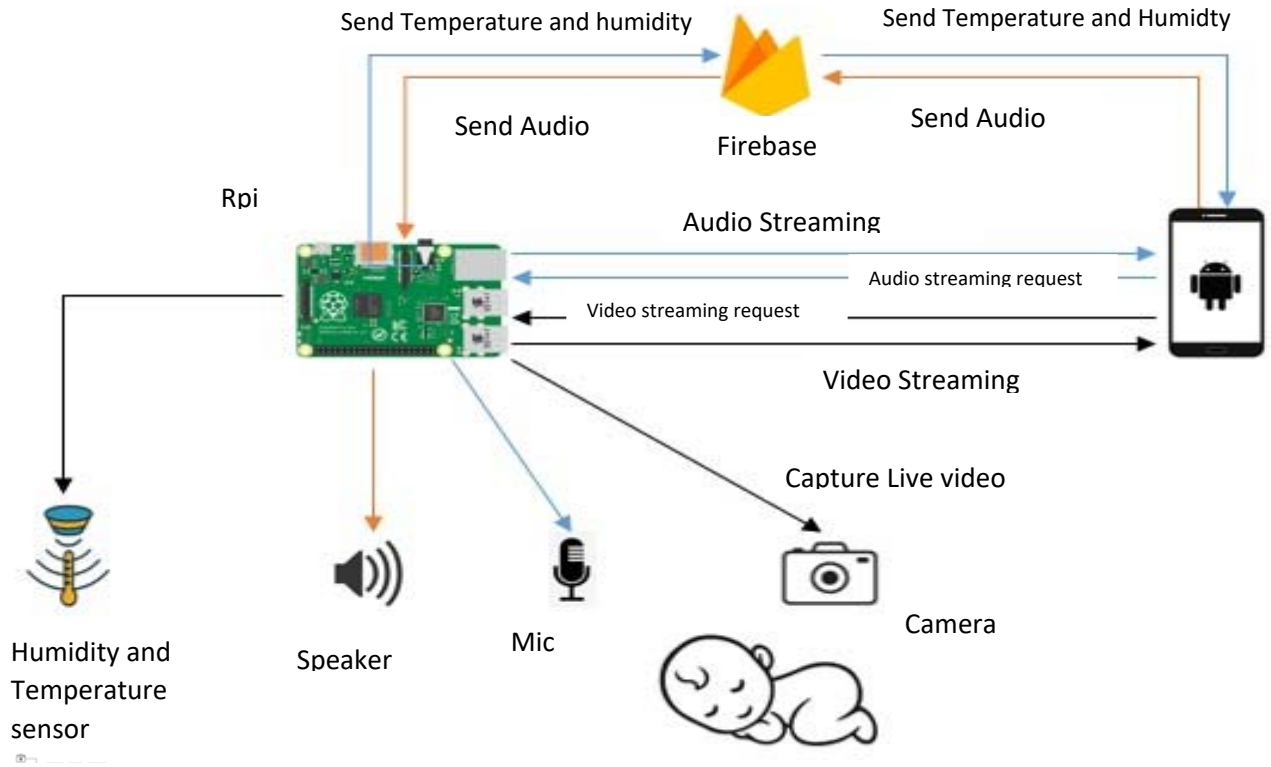 Send Temperature and humidity
Send Temperature and Humidty
Send Audio
Send Audio
Firebase
Rpi
Audio Streaming
Audio streaming request
Video streaming request
Video Streaming
Capture Live video
Camera
Mic
Speaker
Humidity and
Temperature
sensor